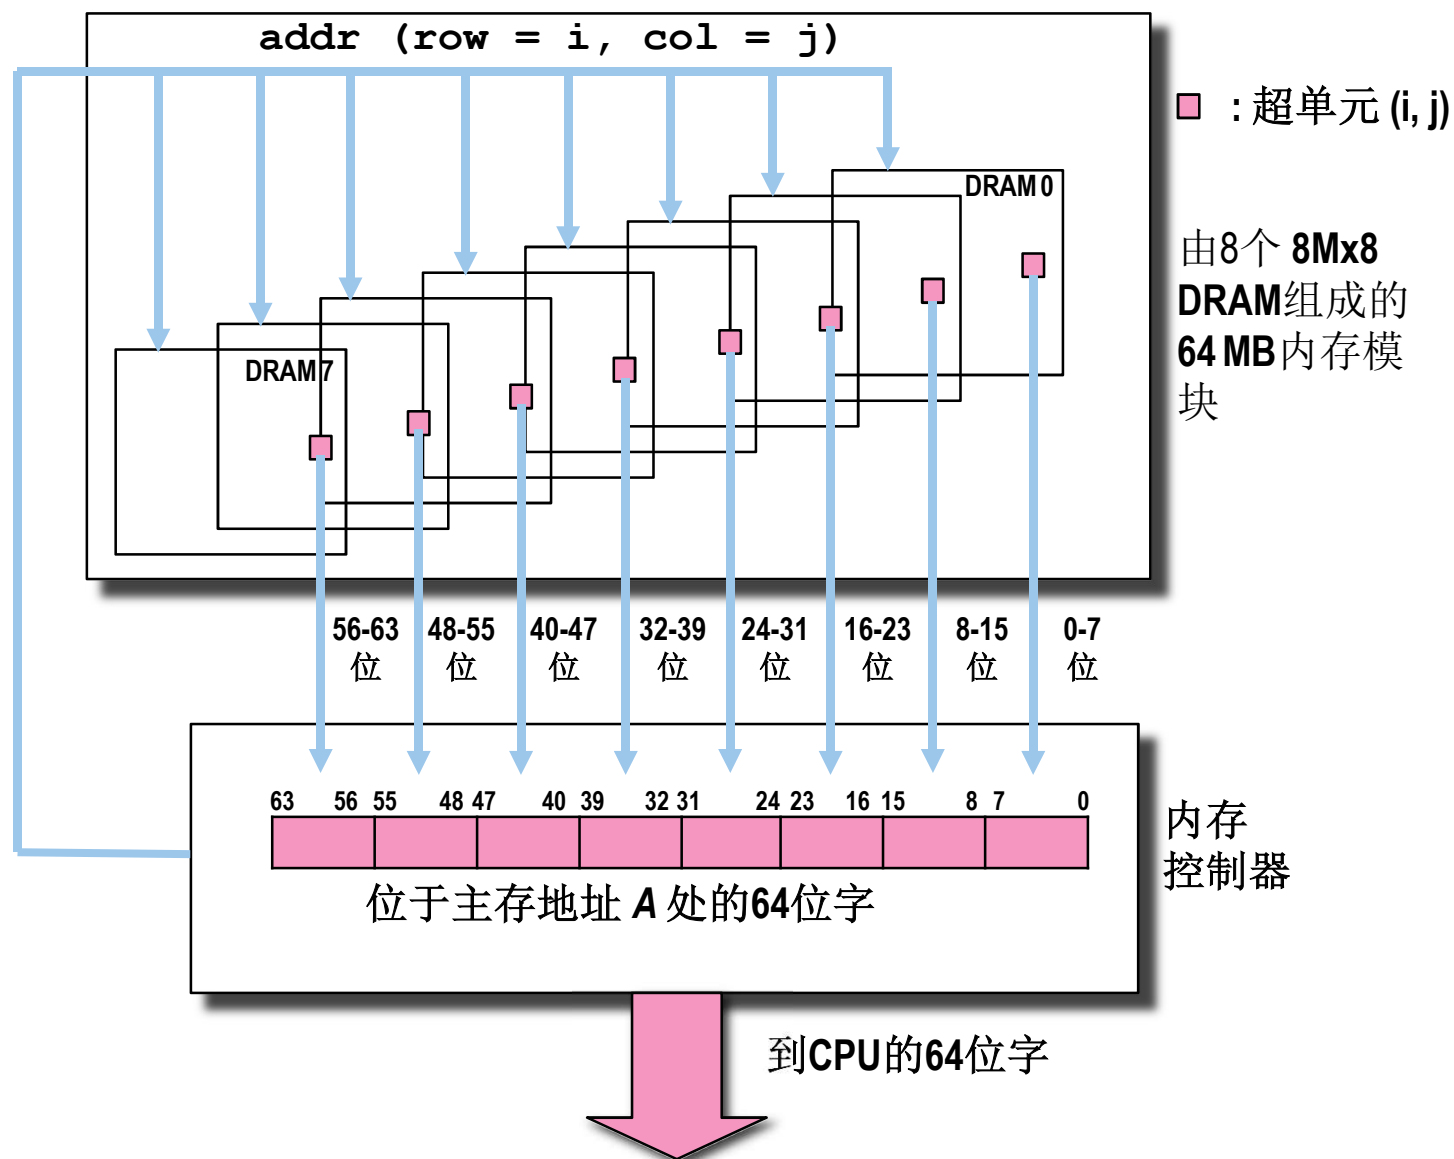 addr (row = i, col = j)
: 超单元 (i, j)
DRAM 0
由8个 8Mx8
DRAM组成的
64 MB内存模
块
DRAM 7
56-63 48-55 40-47 32-39 24-31 16-23 8-15 0-7
位 位 位 位 位 位 位 位
63 56 55 48 47 40 39 32 31 24 23 16 15 8 7 0
内存
控制器
位于主存地址 A 处的64位字
到CPU的64位字